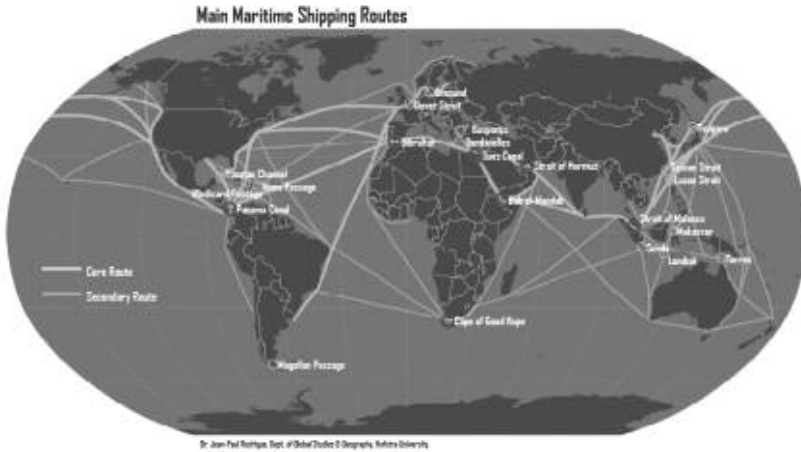 Main Maritime Shipping Routes
Oresund
Dover Strait
Bosporus
Gibraltar
Dardanelles
Suez Canal
Strait of Hormuz
Taiwan Strait
Luzon Strait
Yucatan Channel
Mona Passage
Windward Passage
Panama Canal
Bab el-Mandab
Strait of Malacca
Makassar
Sunda
Lombok
Torres
Core Route
Secondary Route
Cape of Good Hope
Magellan Passage
Dr. Jean-Paul Rodrigue, Dept. of Global Studies & Geography, Hofstra University